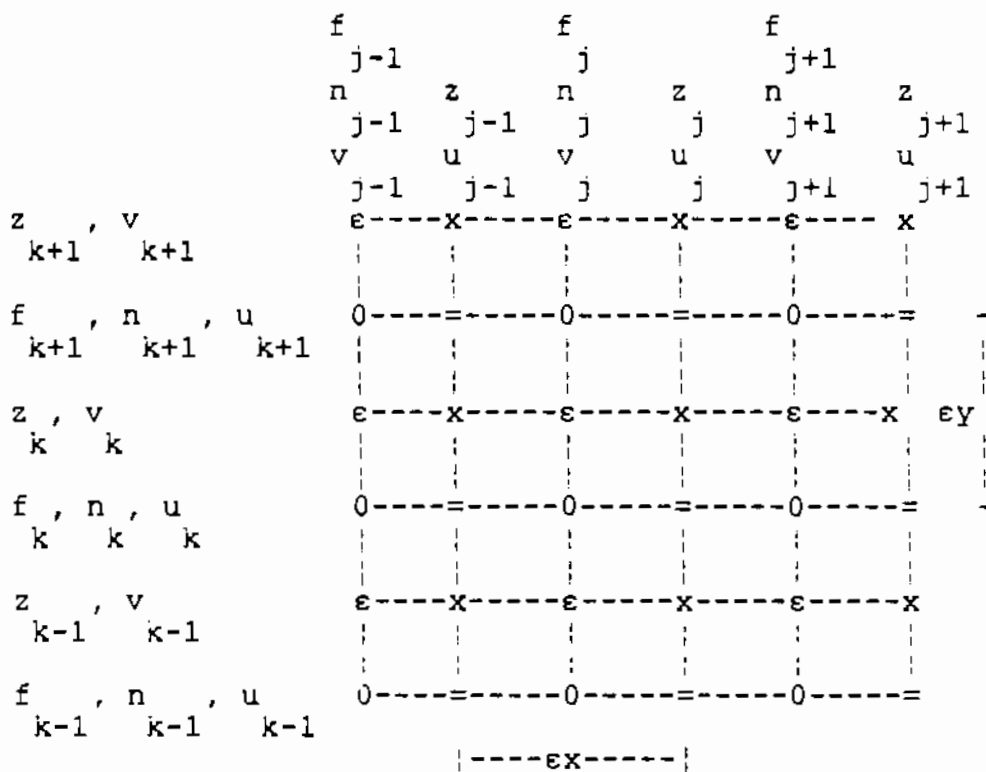 f f f
j-1 j j+1
n z n z n z
j-1 j-1 j j j+1 j+1
v u v u v u
j-1 j-1 j j j+1 j+1
z , v ε----x-----ε-----x-----ε---- x
k+1 k+1
f , n , u 0----=-----0-----=-----0----=
k+1 k+1 k+1
z , v ε----x-----ε-----x-----ε----x εy
k k
f , n , u 0----=-----0-----=-----0----=
k k k
z , v ε----x-----ε-----x-----ε-----x
k-1 k-1
f , n , u 0----=-----0-----=-----0-----=
k-1 k-1 k-1
|----εx-----|